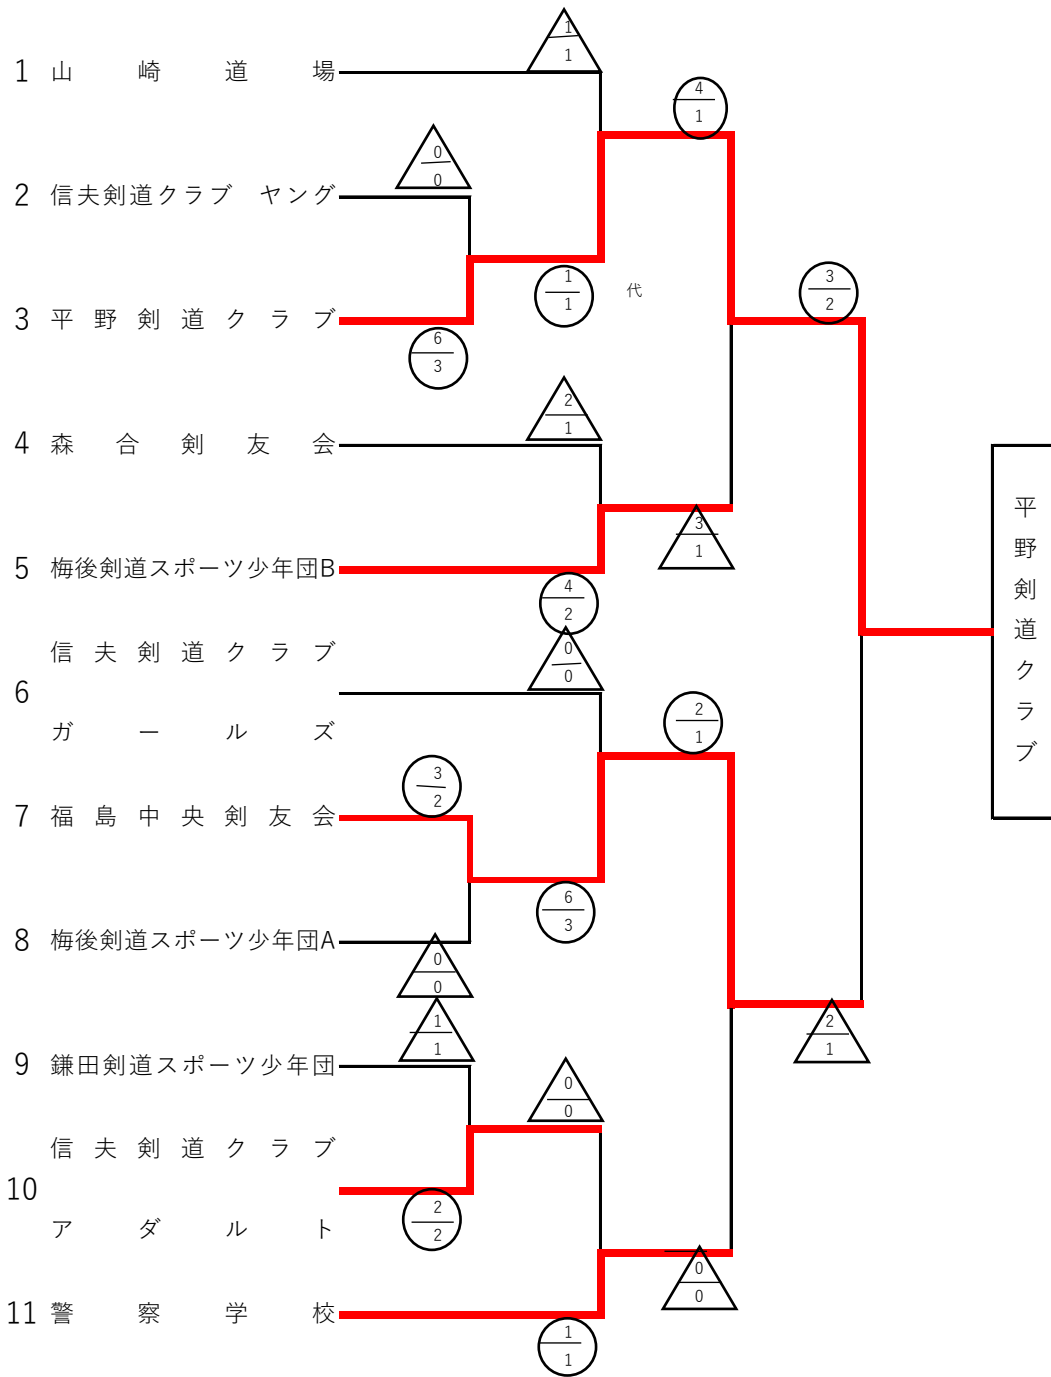 1
1
1 山崎道場
4
1
0
0
2 信夫剣道クラブ ヤング
1
1
代
3
2
3 平野剣道クラブ
6
3
2
1
4 森合剣友会
3
1
5 梅後剣道スポーツ少年団B
4
2
平野剣道クラブ
信夫剣道クラブ
6
ガールズ
0
0
2
1
3
2
7 福島中央剣友会
6
3
8 梅後剣道スポーツ少年団A
0
0
1
1
2
1
9 鎌田剣道スポーツ少年団
0
0
信夫剣道クラブ
10
アダルト
2
2
0
0
11 警察学校
1
1